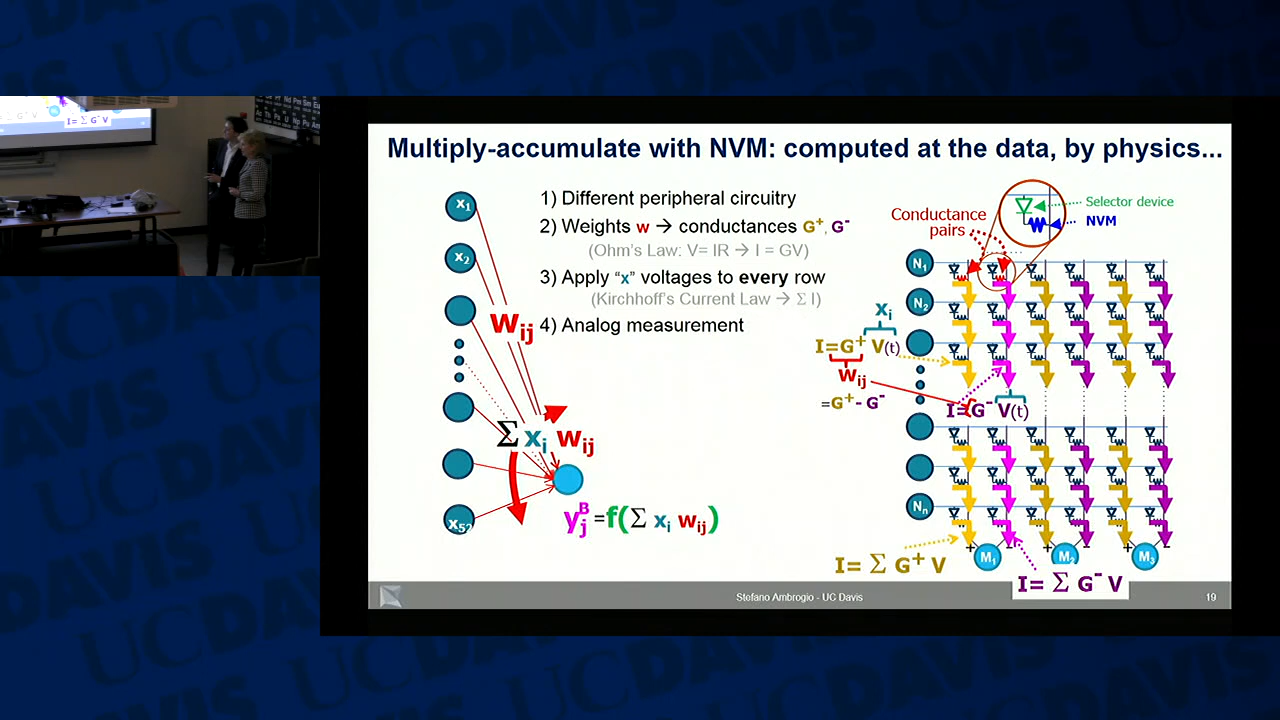 Multiply-accumulate with NVM: computed at the data, by physics...
x1
x2
x52
wij
Σ xi wij
yjB =f(Σ xi wij)
1) Different peripheral circuitry
2) Weights w → conductances G+, G-
(Ohm's Law: V= IR → I = GV)
3) Apply "x" voltages to every row
(Kirchhoff's Current Law → Σ I)
4) Analog measurement
Conductance
pairs
Selector device
NVM
N1
N2
Nn
xi
I=G+ V(t)
wij
=G+- G-
I=G- V(t)
+ M1 - + M2 - + M3 -
I= Σ G+ V
I= Σ G- V
Stefano Ambrogio - UC Davis
19
I= Σ G- V
UC DAVIS